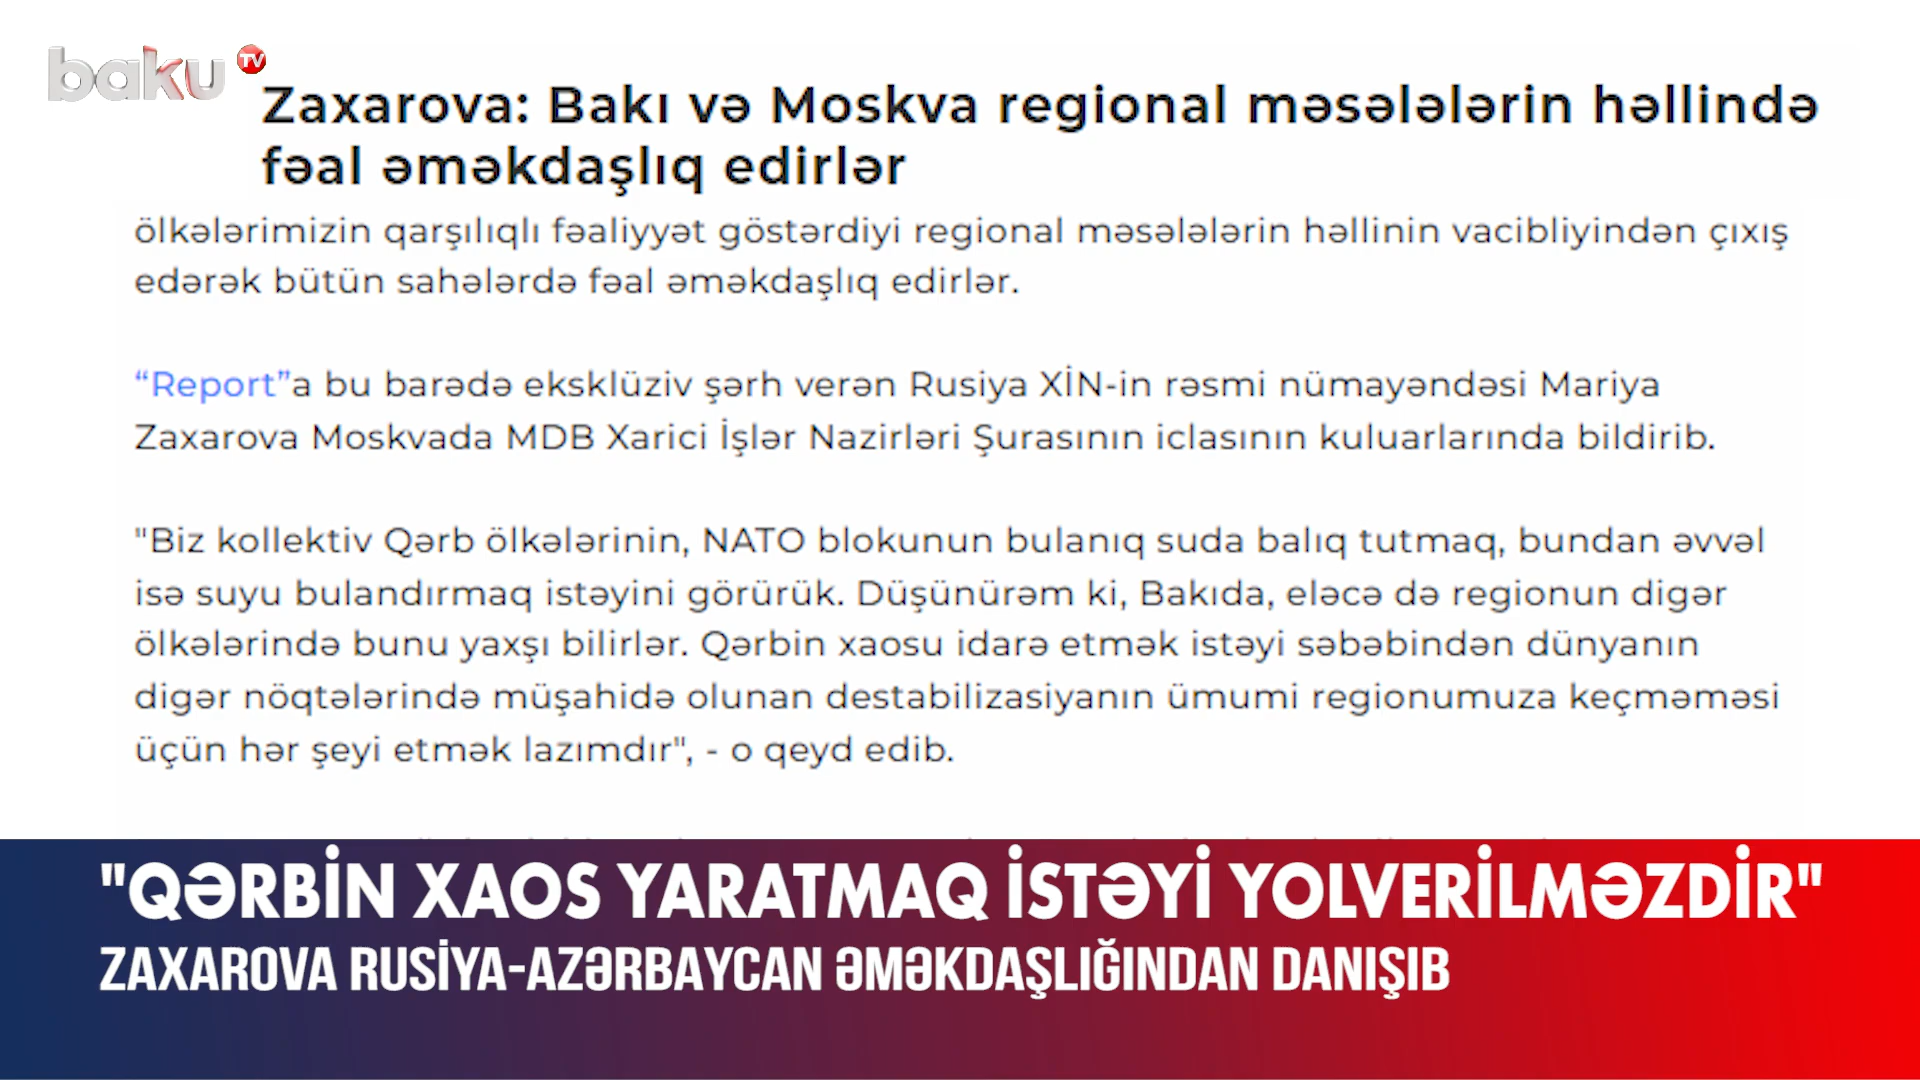 baku TV
Zaxarova: Bakı və Moskva regional məsələlərin həllində
fəal əməkdaşlıq edirlər
ölkələrimizin qarşılıqlı fəaliyyət göstərdiyi regional məsələlərin həllinin vacibliyindən çıxış
edərək bütün sahələrdə fəal əməkdaşlıq edirlər.
“Report”a bu barədə eksklüziv şərh verən Rusiya XİN-in rəsmi nümayəndəsi Mariya
Zaxarova Moskvada MDB Xarici İşlər Nazirləri Şurasının iclasının kuluarlarında bildirib.
"Biz kollektiv Qərb ölkələrinin, NATO blokunun bulanıq suda balıq tutmaq, bundan əvvəl
isə suyu bulandırmaq istəyini görürük. Düşünürəm ki, Bakıda, eləcə də regionun digər
ölkələrində bunu yaxşı bilirlər. Qərbin xaosu idarə etmək istəyi səbəbindən dünyanın
digər nöqtələrində müşahidə olunan destabilizasiyanın ümumi regionumuza keçməməsi
üçün hər şeyi etmək lazımdır", - o qeyd edib.
"QƏRBİN XAOS YARATMAQ İSTƏYİ YOLVERİLMƏZDİR"
ZAXAROVA RUSİYA-AZƏRBAYCAN ƏMƏKDAŞLIĞINDAN DANIŞIB